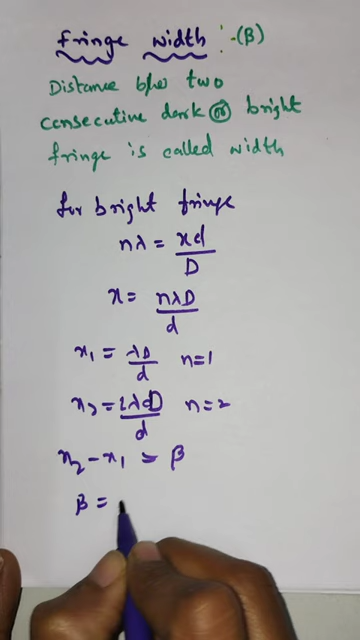 Fringe width :- (β)
Distance b/w two
consecutive dark or bright
fringe is called width
for bright fringe
nλ = xd/D
x = nλD/d
x₁ = λD/d n=1
x₂ = 2λdD/d n=2
x₂ - x₁ = β
β =